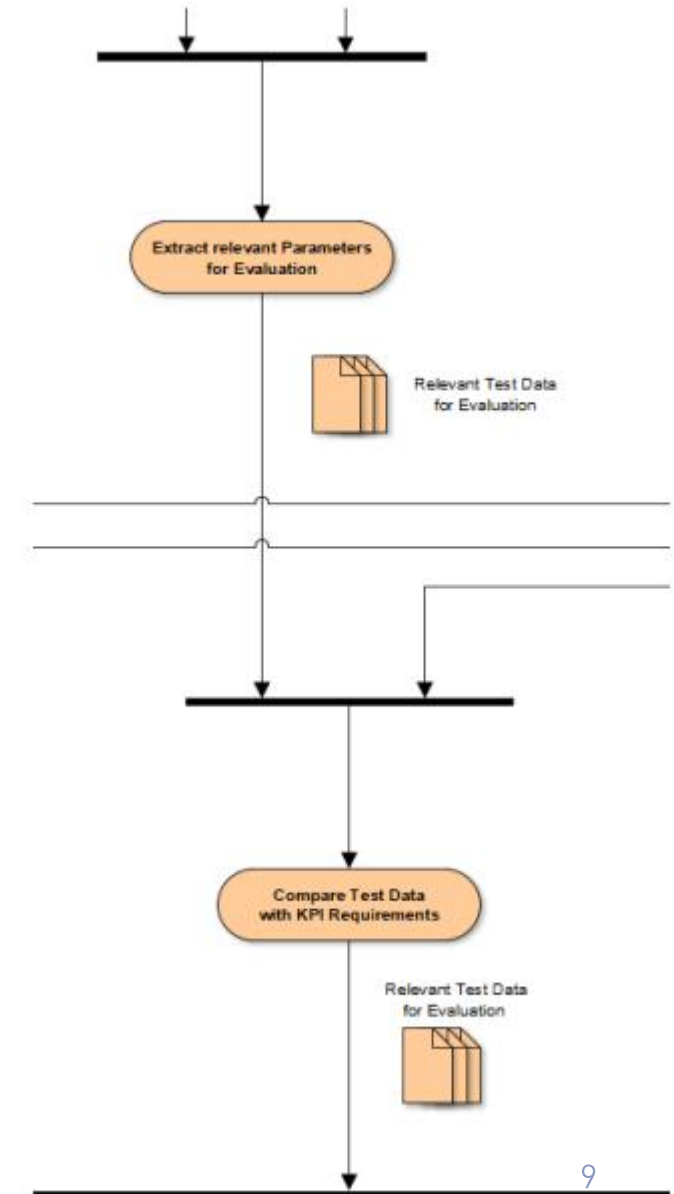 Extract relevant Parameters
for Evaluation
Relevant Test Data
for Evaluation
Compare Test Data
with KPI Requirements
Relevant Test Data
for Evaluation
9